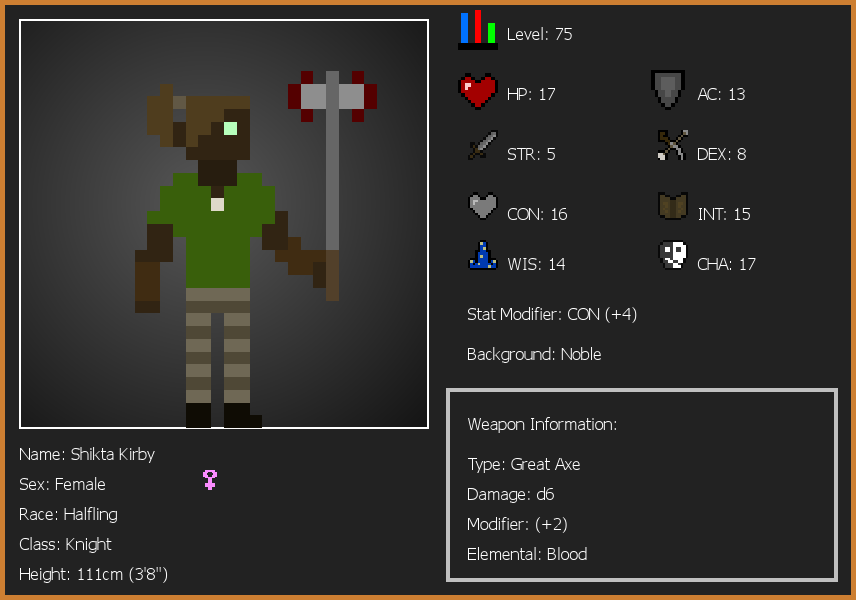 Level: 75
HP: 17
AC: 13
STR: 5
DEX: 8
CON: 16
INT: 15
WIS: 14
CHA: 17
Stat Modifier: CON (+4)
Background: Noble
Weapon Information:
Type: Great Axe
Damage: d6
Modifier: (+2)
Elemental: Blood
Name: Shikta Kirby
Sex: Female
Race: Halfling
Class: Knight
Height: 111cm (3'8")